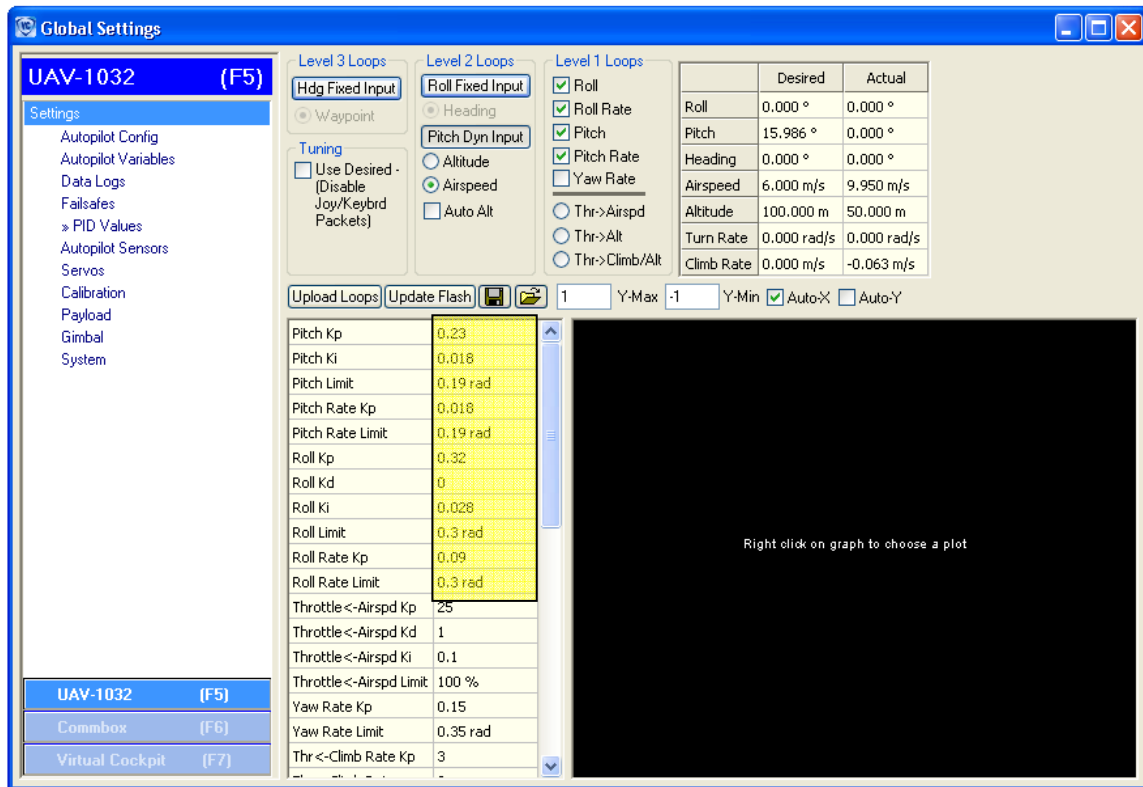 Global Settings
UAV-1032 (F5)
Settings
Autopilot Config
Autopilot Variables
Data Logs
Failsafes
» PID Values
Autopilot Sensors
Servos
Calibration
Payload
Gimbal
System
UAV-1032 (F5)
Commbox (F6)
Virtual Cockpit (F7)
Level 3 Loops
Hdg Fixed Input
Waypoint
Tuning
Use Desired -
(Disable
Joy/Keybrd
Packets)
Level 2 Loops
Roll Fixed Input
Heading
Pitch Dyn Input
Altitude
Airspeed
Auto Alt
Level 1 Loops
Roll
Roll Rate
Pitch
Pitch Rate
Yaw Rate
Thr->Airspd
Thr->Alt
Thr->Climb/Alt
Desired Actual
Roll 0.000 ° 0.000 °
Pitch 15.986 ° 0.000 °
Heading 0.000 ° 0.000 °
Airspeed 6.000 m/s 9.950 m/s
Altitude 100.000 m 50.000 m
Turn Rate 0.000 rad/s 0.000 rad/s
Climb Rate 0.000 m/s -0.063 m/s
Upload Loops Update Flash 1 Y-Max -1 Y-Min Auto-X Auto-Y
Pitch Kp 0.23
Pitch Ki 0.018
Pitch Limit 0.19 rad
Pitch Rate Kp 0.018
Pitch Rate Limit 0.19 rad
Roll Kp 0.32
Roll Kd 0
Roll Ki 0.028
Roll Limit 0.3 rad
Roll Rate Kp 0.09
Roll Rate Limit 0.3 rad
Throttle<-Airspd Kp 25
Throttle<-Airspd Kd 1
Throttle<-Airspd Ki 0.1
Throttle<-Airspd Limit 100 %
Yaw Rate Kp 0.15
Yaw Rate Limit 0.35 rad
Thr<-Climb Rate Kp 3
Right click on graph to choose a plot